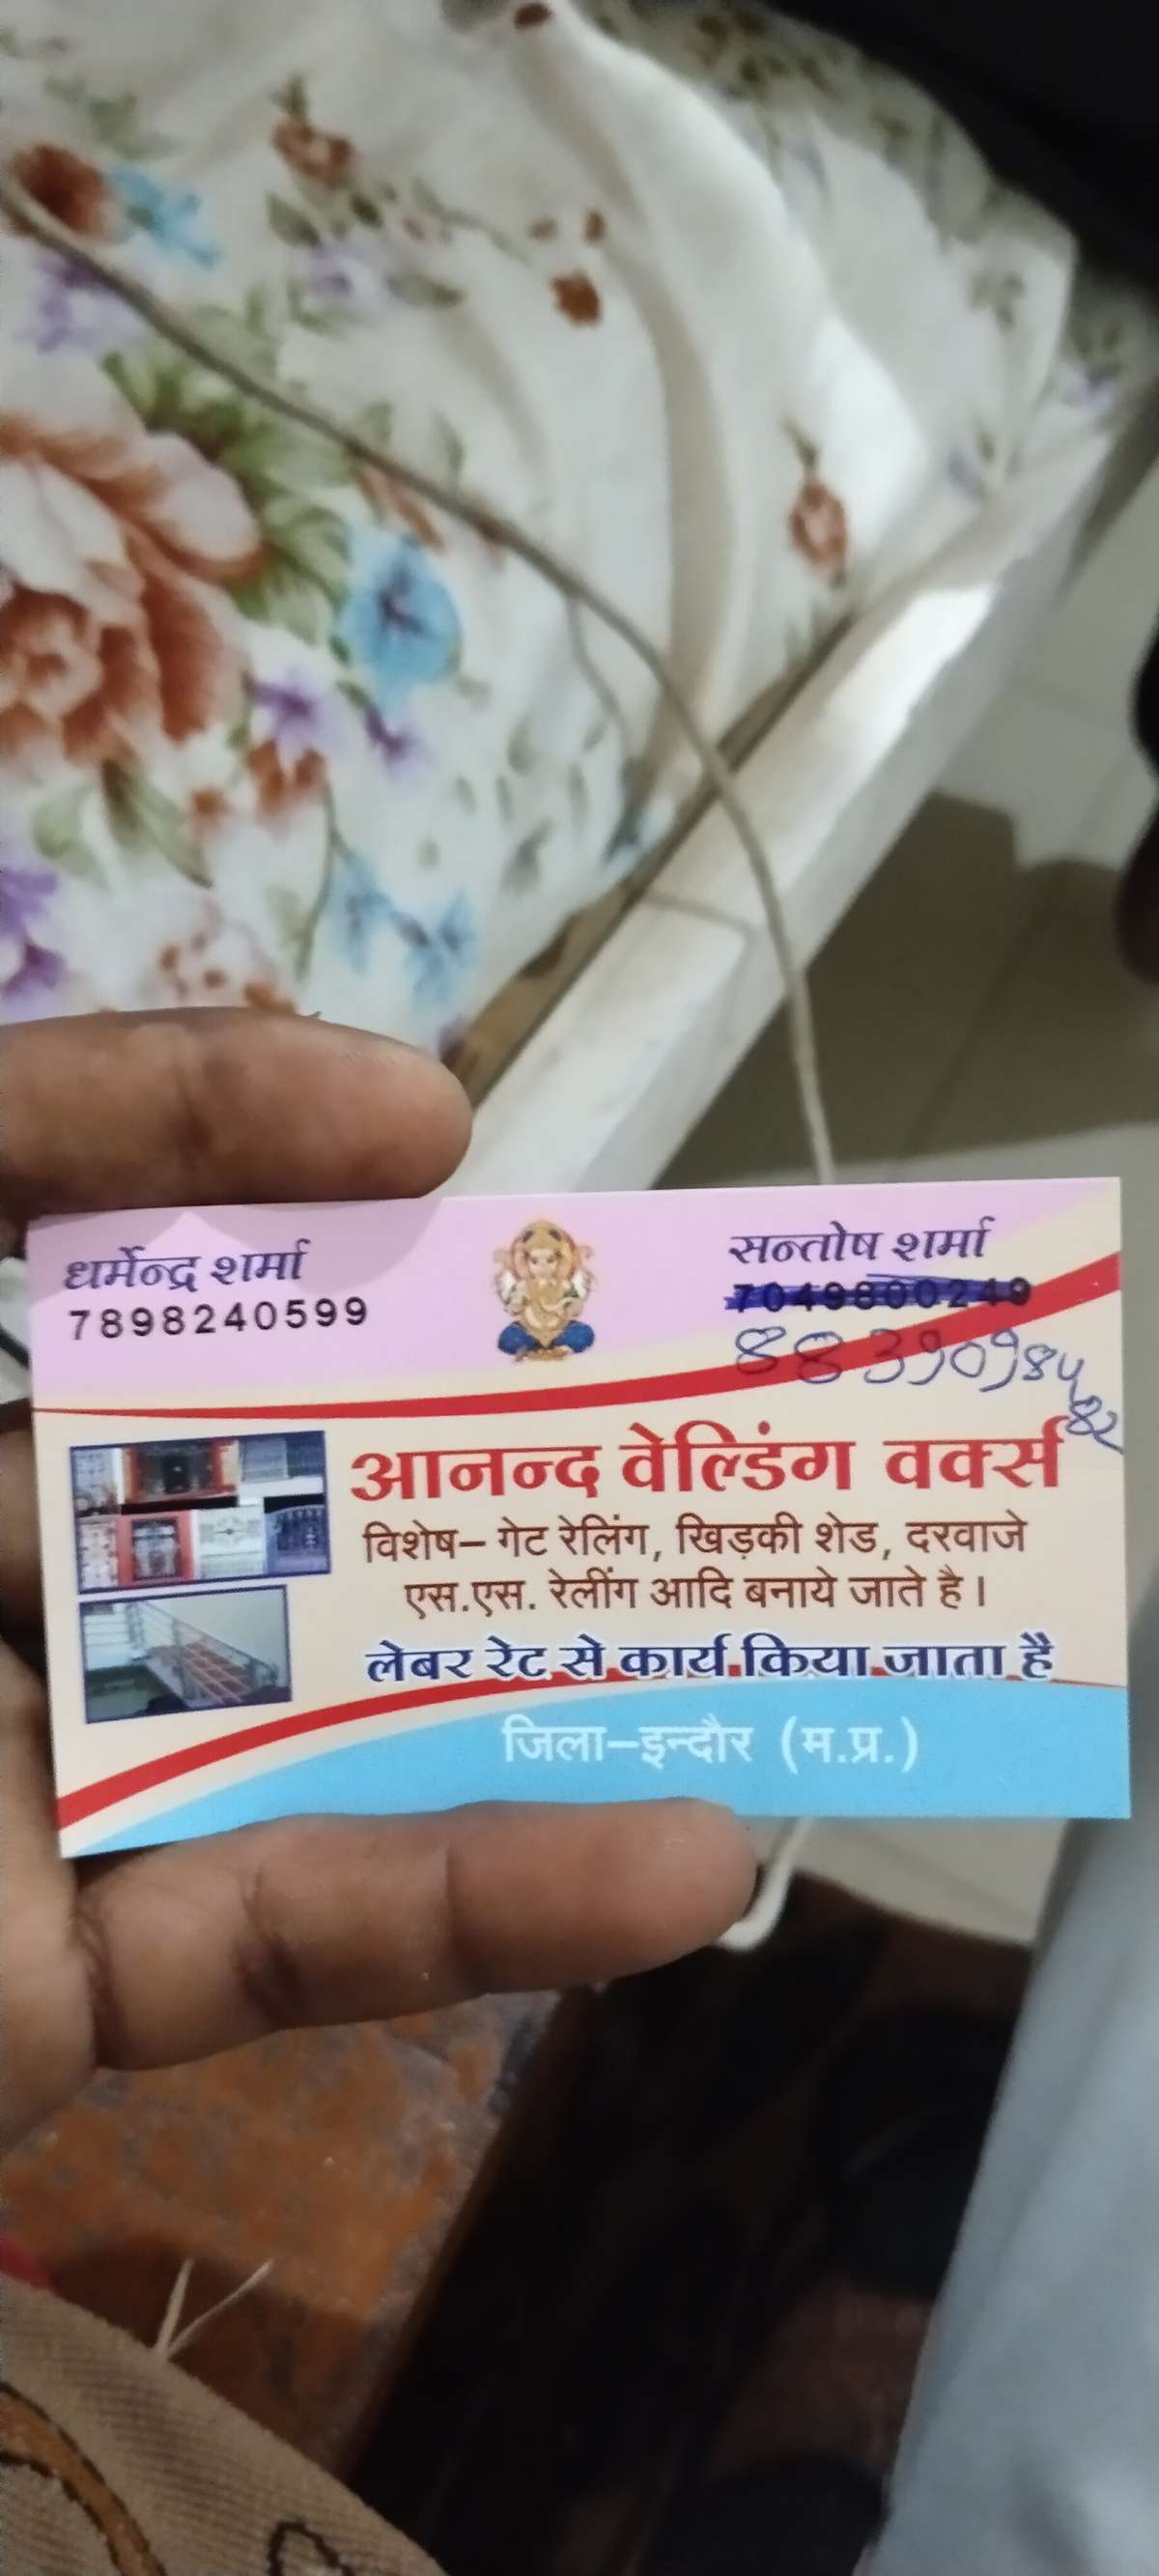 धर्मेन्द्र शर्मा
7898240599
सन्तोष शर्मा
आनन्द वेल्डिंग वर्क्स
विशेष– गेट रेलिंग, खिड़की शेड, दरवाजे
एस.एस. रेलींग आदि बनाये जाते है।
लेबर रेट से कार्य किया जाता है
जिला–इन्दौर (म.प्र.)